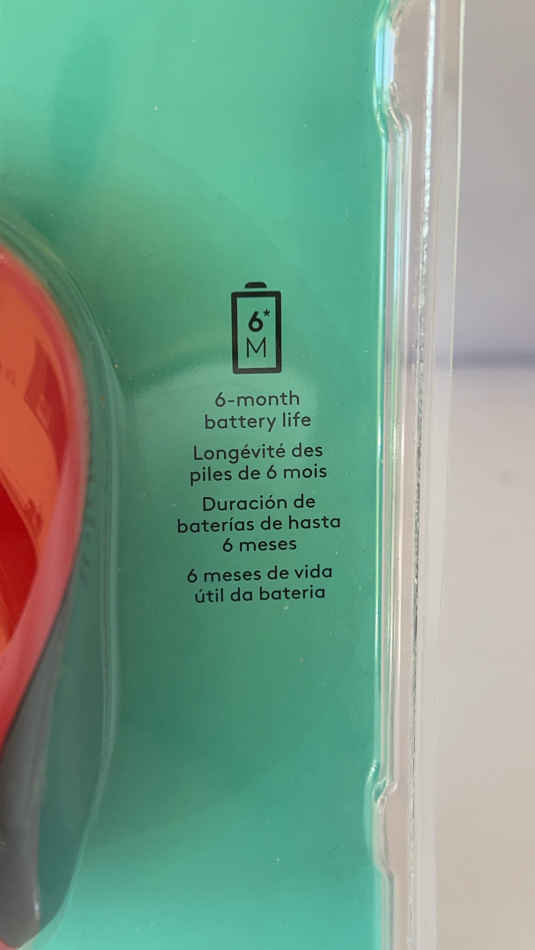 6*
M
6-month
battery life
Longévité des
piles de 6 mois
Duración de
baterías de hasta
6 meses
6 meses de vida
útil da bateria